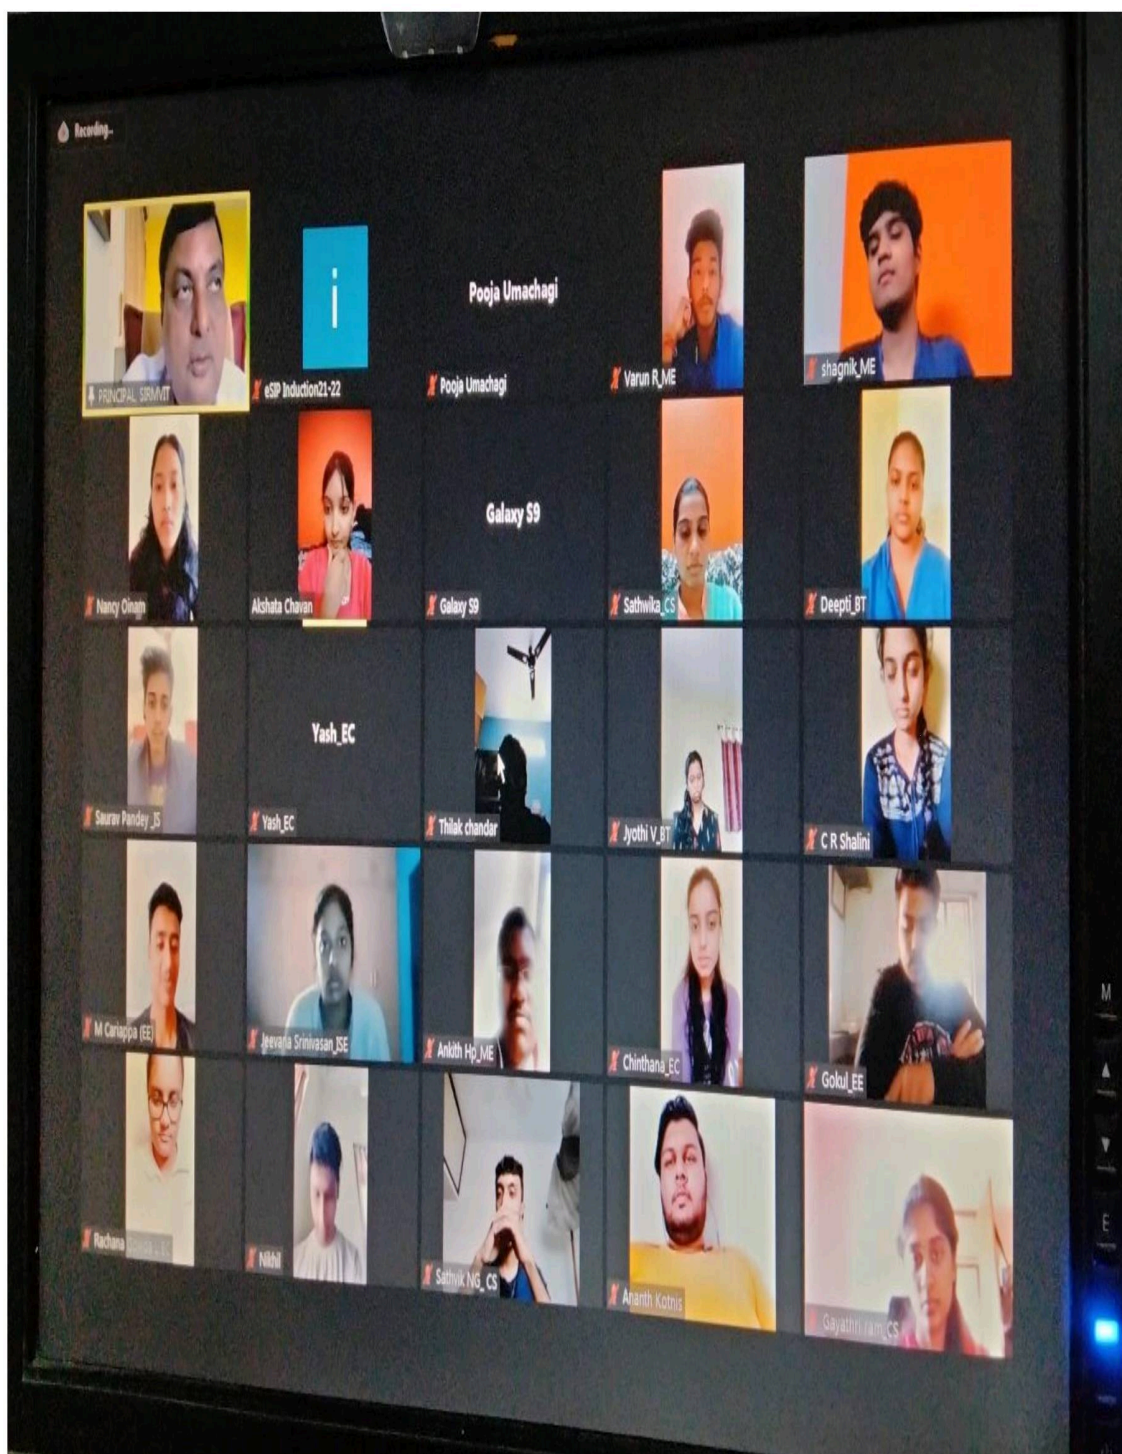 Recording...
i
Pooja Umachagi
PRINCIPAL_SIRMVIT
eSIP Induction21-22
Pooja Umachagi
Varun R_ME
shagnik_ME
Galaxy S9
Nancy Oinam
Akshata Chavan
Galaxy S9
Sathwika_CS
Deepti_BT
Yash_EC
Saurav Pandey_IS
Yash_EC
Thilak chandar
Jyothi V_BT
C R Shalini
M Cariappa (EE)
Jeevana Srinivasan_ISE
Ankith Hp_ME
Chinthana_EC
Gokul_EE
Rachana
Nikhil
Sathvik NG_CS
Ananth Kotnis
Gayathri ram_CS
M
E